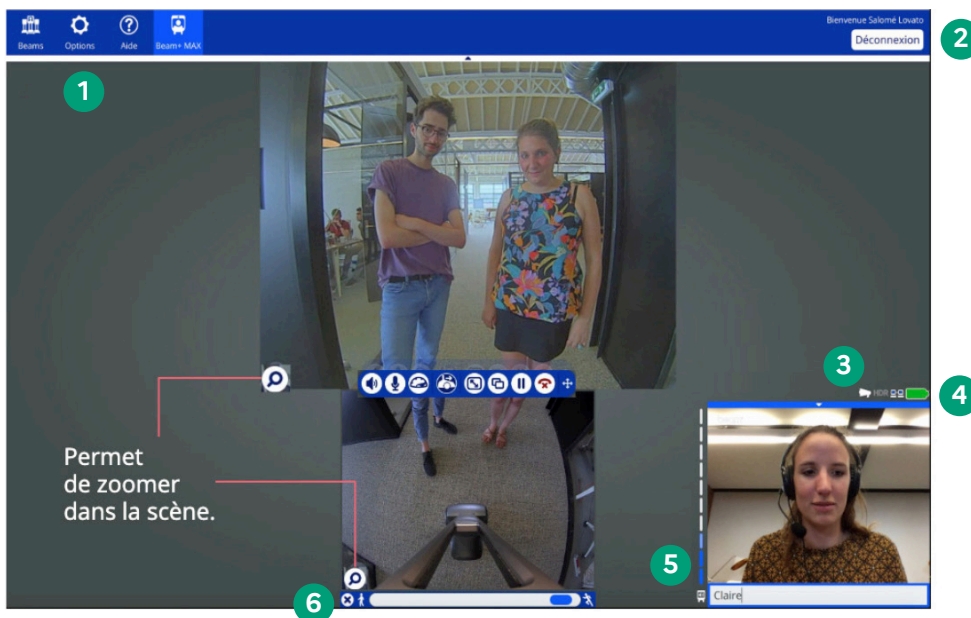 Bienvenue Salomé Lovato
Déconnexion
2
Beams
Options
Aide
Beam+ MAX
1
3
HDR
4
Permet
de zoomer
dans la scène.
5
Claire
6